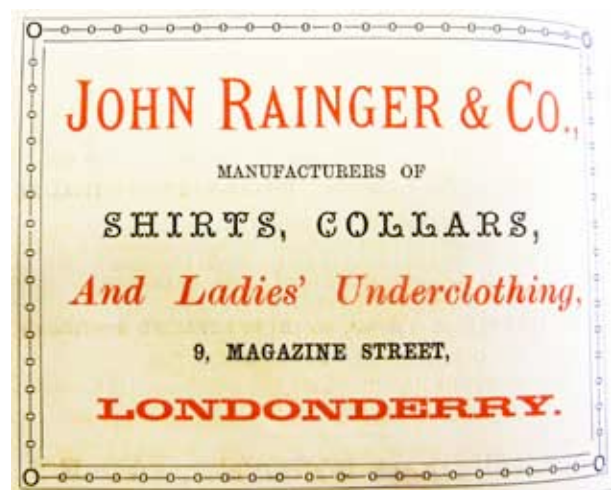 JOHN RAINGER & CO.,
MANUFACTURERS OF
SHIRTS, COLLARS,
And Ladies' Underclothing,
9, MAGAZINE STREET,
LONDONDERRY.